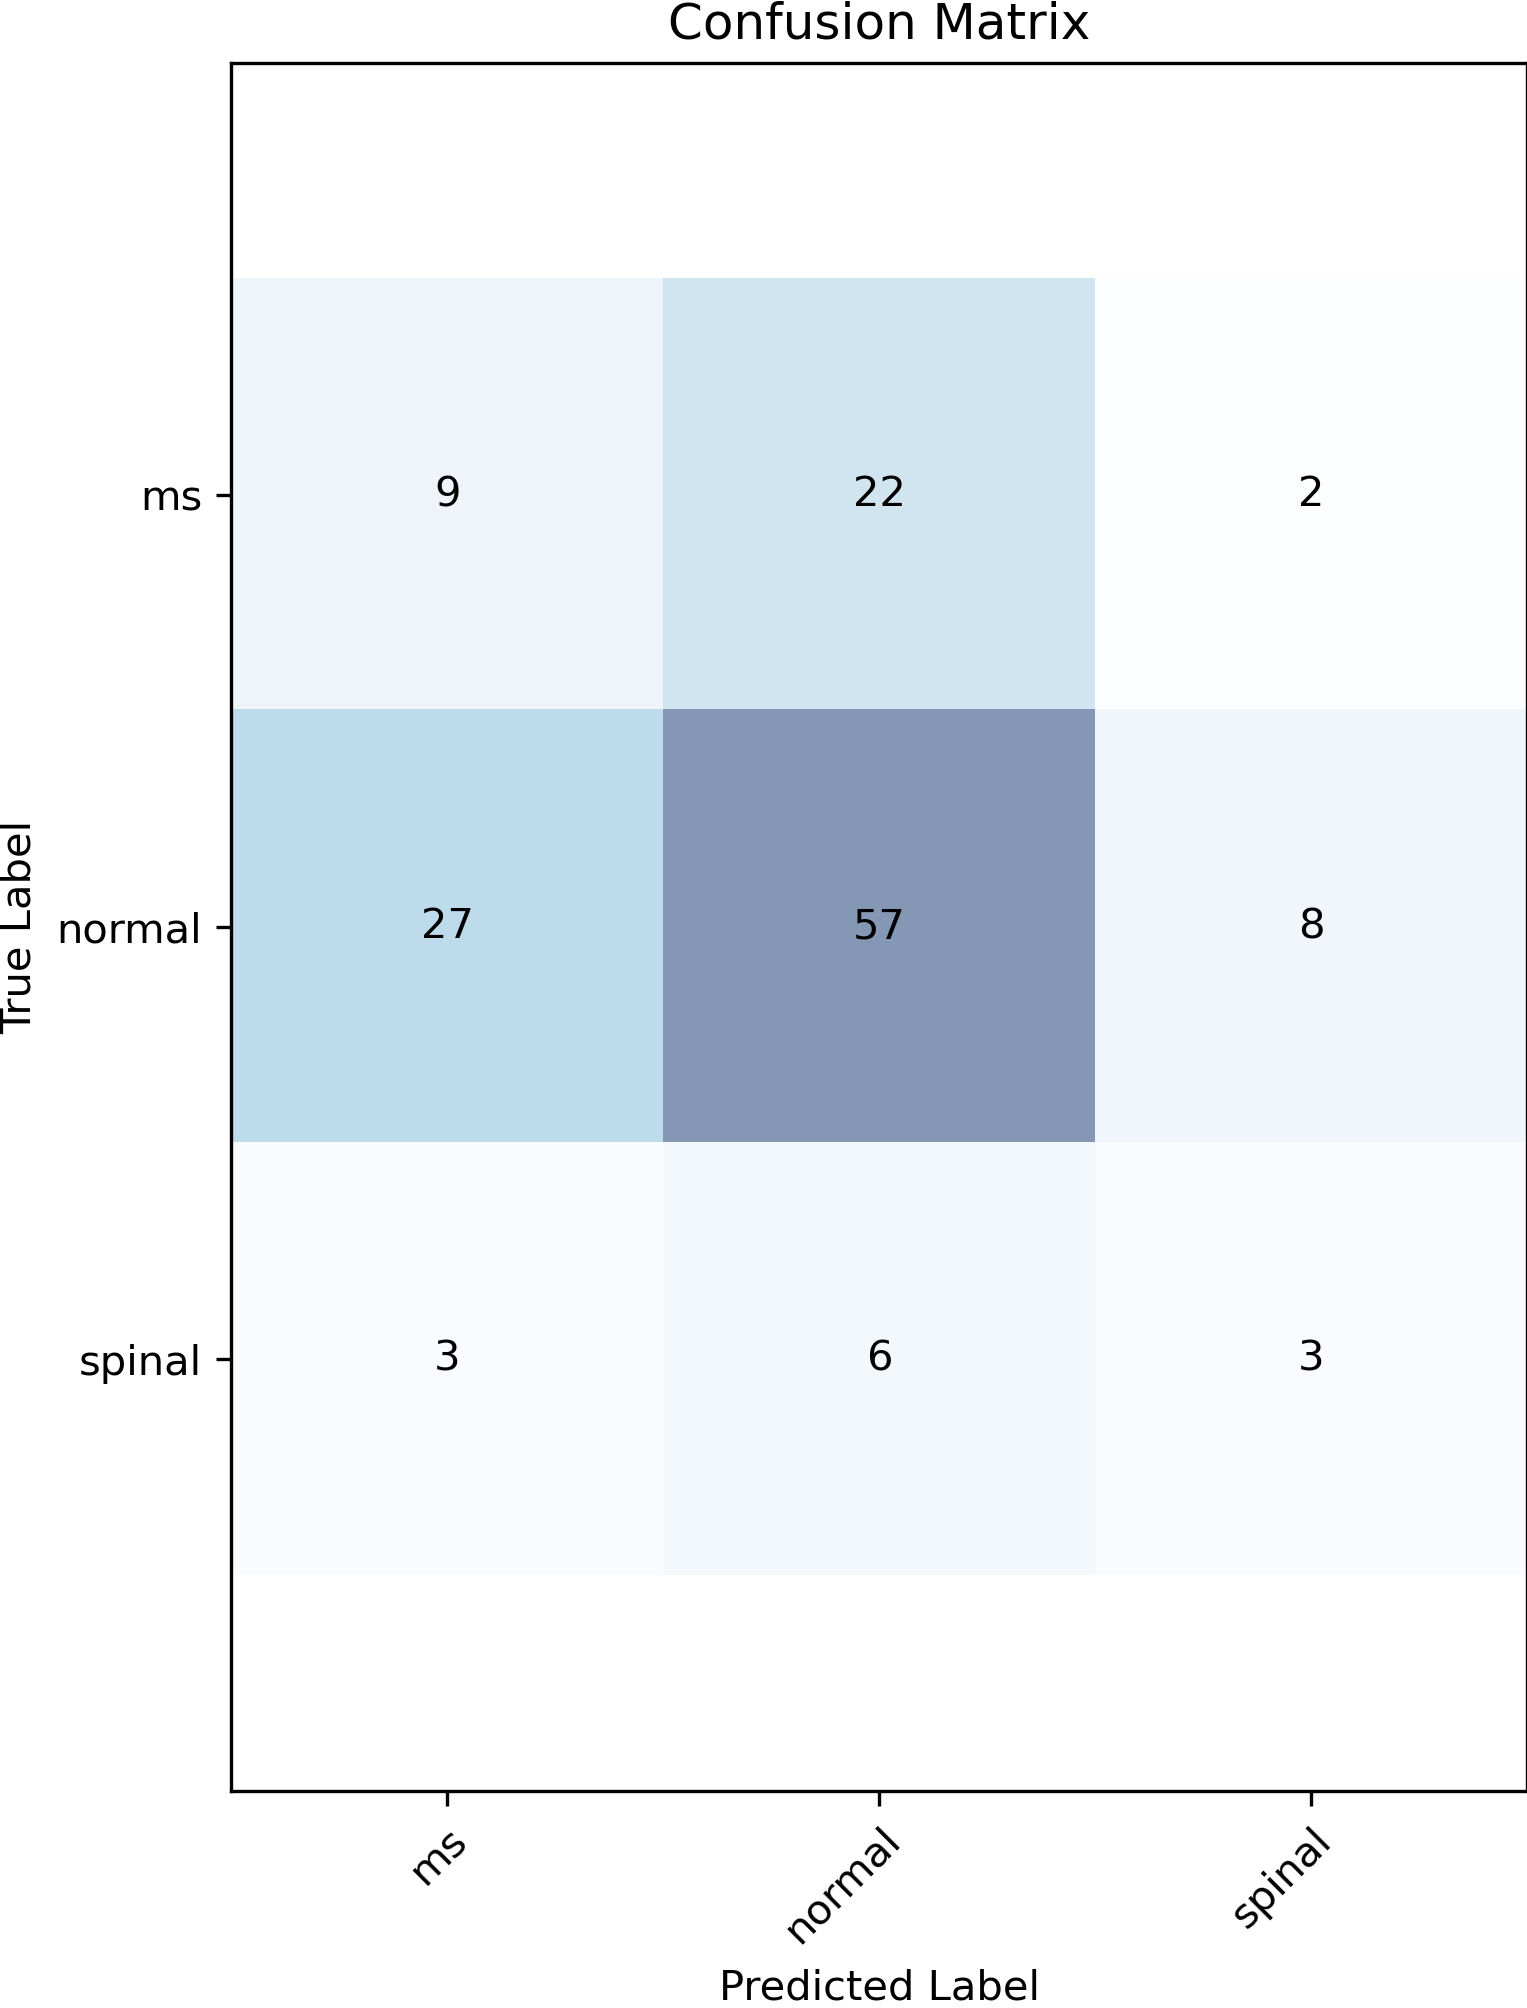 Confusion Matrix
True Label
ms
9 22 2
normal
27 57 8
spinal
3 6 3
ms normal spinal
Predicted Label